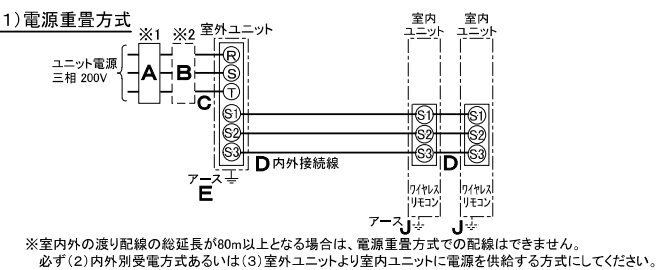 1)電源重畳方式
※1 ※2 室外ユニット 室内ユニット 室内ユニット
ユニット電源
三相 200V
A B C
R
S
T
S1 S1 S1
S2 S2 S2
S3 D内外接続線 S3 D S3
アース
E
ワイヤレスリモコン ワイヤレスリモコン
アース J J
※室内外の渡り配線の総延長が80m以上となる場合は、電源重畳方式での配線はできません。
必ず(2)内外別受電方式あるいは(3)室外ユニットより室内ユニットに電源を供給する方式にしてください。